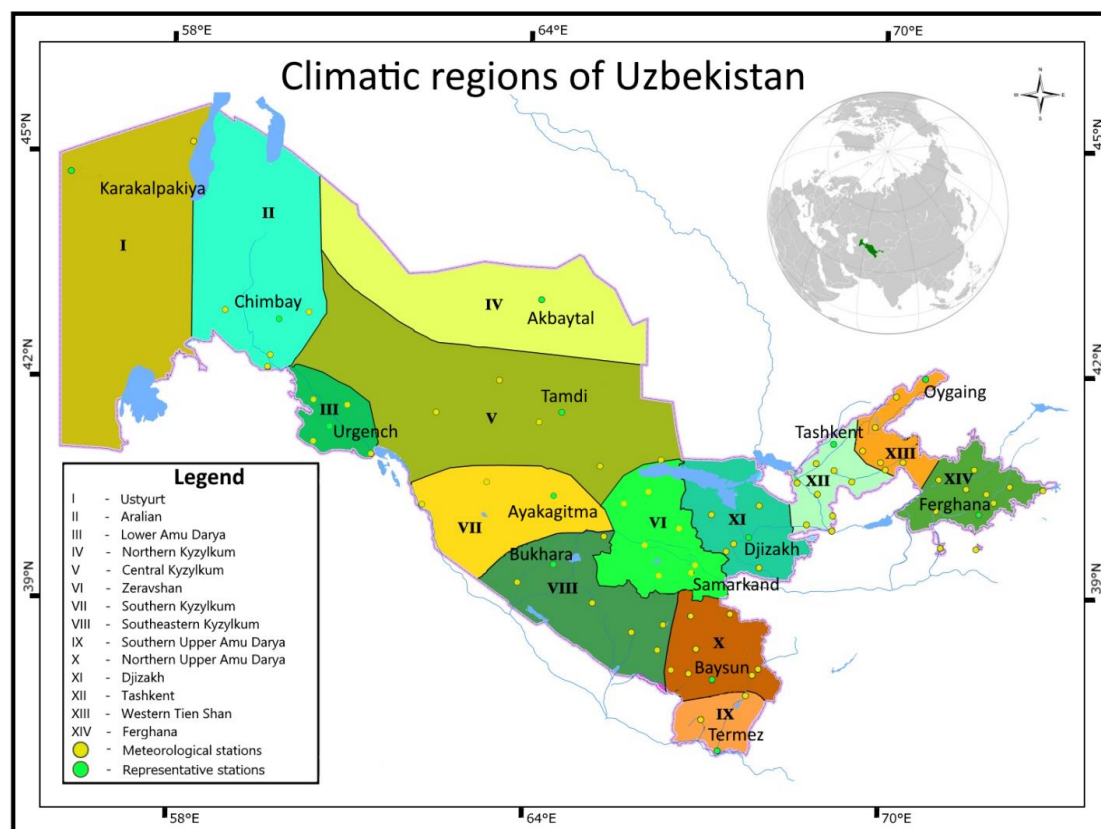 58°E 64°E 70°E
Climatic regions of Uzbekistan
N
W E
S
45°N 45°N
Karakalpakiya
II
I
Chimbay
IV
Akbaytal
42°N 42°N
Oygaing
Tamdi
III
V
Urgench
Tashkent
XIII
XII
XIV
Ferghana
Ayakagitma
VII
VI
XI
Djizakh
Bukhara
VIII
Samarkand
39°N 39°N
X
Baysun
IX
Termez
Legend
I - Ustyurt
II - Aralian
III - Lower Amu Darya
IV - Northern Kyzylkum
V - Central Kyzylkum
VI - Zeravshan
VII - Southern Kyzylkum
VIII - Southeastern Kyzylkum
IX - Southern Upper Amu Darya
X - Northern Upper Amu Darya
XI - Djizakh
XII - Tashkent
XIII - Western Tien Shan
XIV - Ferghana
- Meteorological stations
- Representative stations
58°E 64°E 70°E